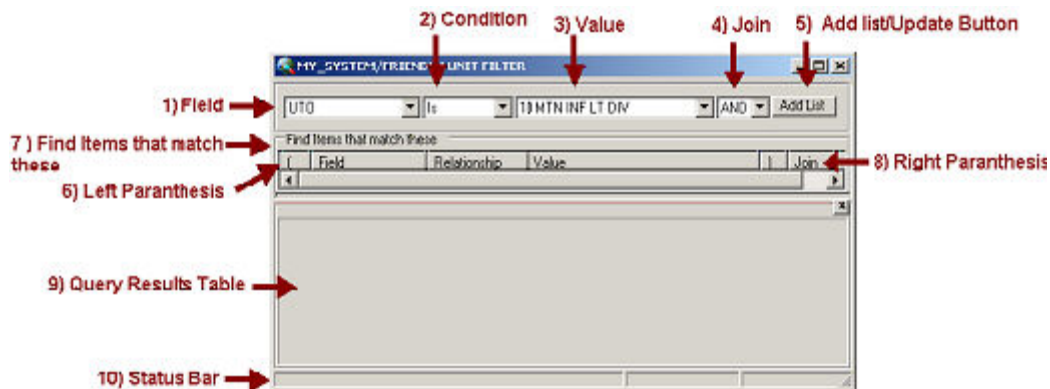 2) Condition
3) Value
4) Join
5) Add list/Update Button
MY_SYSTEM/FRIENDLY UNIT FILTER
1) Field
UTO
Is
10 MTN INF LT DIV
AND
Add List
7 ) Find Items that match these
Find Items that match these
( Field Relationship Value ) Join
8) Right Paranthesis
6) Left Paranthesis
9) Query Results Table
10) Status Bar